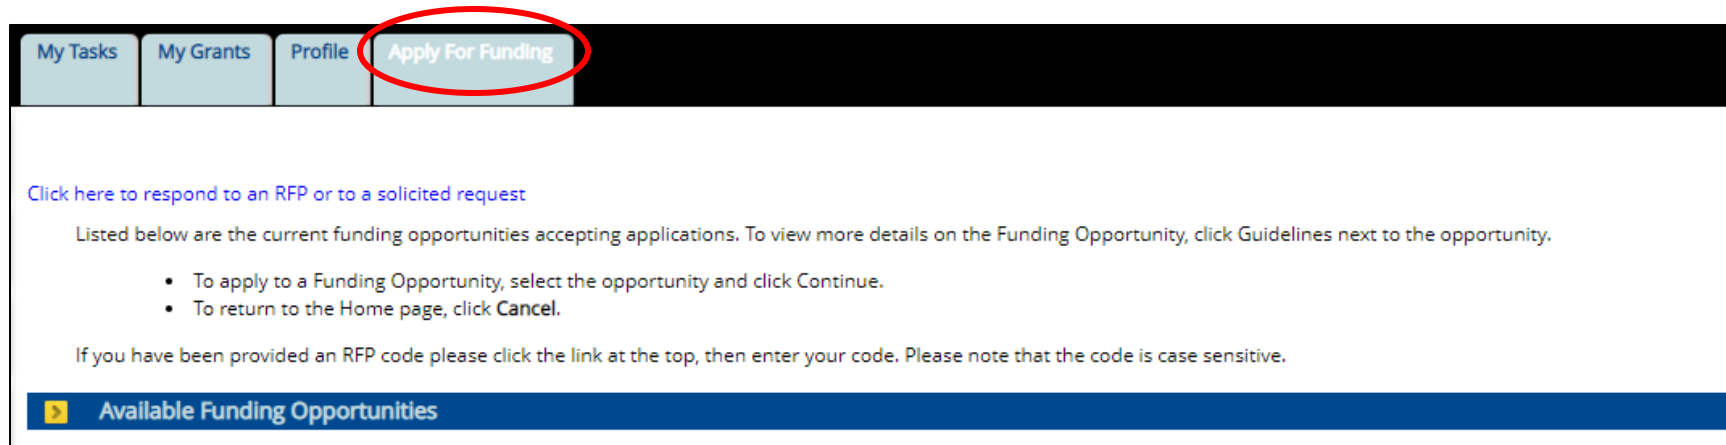 My Tasks My Grants Profile Apply For Funding
Click here to respond to an RFP or to a solicited request
Listed below are the current funding opportunities accepting applications. To view more details on the Funding Opportunity, click Guidelines next to the opportunity.
• To apply to a Funding Opportunity, select the opportunity and click Continue.
• To return to the Home page, click Cancel.
If you have been provided an RFP code please click the link at the top, then enter your code. Please note that the code is case sensitive.
Available Funding Opportunities